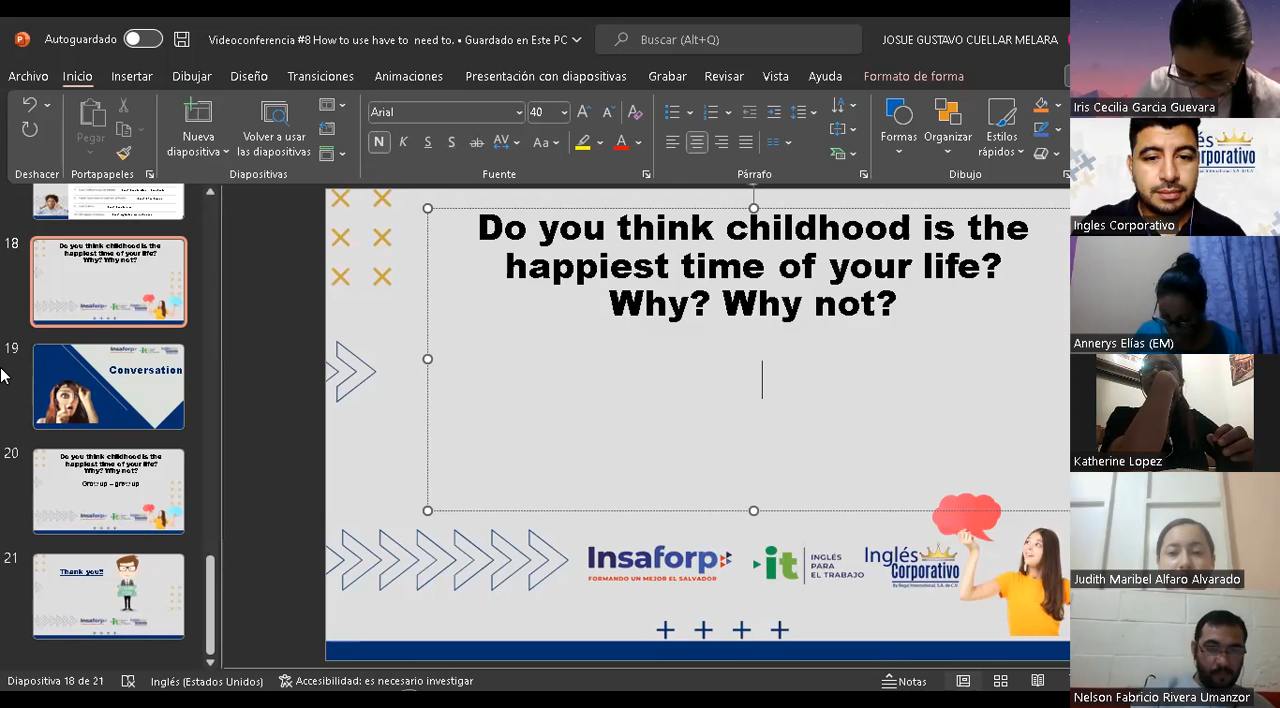 Autoguardado
Videoconferencia #8 How to use have to need to. • Guardado en Este PC
Buscar (Alt+Q)
JOSUE GUSTAVO CUELLAR MELARA
Archivo Inicio Insertar Dibujar Diseño Transiciones Animaciones Presentación con diapositivas Grabar Revisar Vista Ayuda Formato de forma
Pegar
Nueva diapositiva
Volver a usar las diapositivas
Arial 40
N K S S ab AV Aa A
Formas Organizar Estilos rápidos
Deshacer Portapapeles Diapositivas Fuente Párrafo Dibujo
18
Do you think childhood is the
happiest time of your life?
Why? Why not?
19
Conversation
20
Do you think childhood is the
happiest time of your life?
Why? Why not?
Grow up – grew up
21
Thank you!!
Do you think childhood is the
happiest time of your life?
Why? Why not?
Insaforp
FORMANDO UN MEJOR EL SALVADOR
it INGLÉS PARA EL TRABAJO
Inglés Corporativo
By Regal International, S.A. de C.V.
Diapositiva 18 de 21 Inglés (Estados Unidos) Accesibilidad: es necesario investigar Notas
Iris Cecilia Garcia Guevara
Ingles Corporativo
Annerys Elías (EM)
Katherine Lopez
Judith Maribel Alfaro Alvarado
Nelson Fabricio Rivera Umanzor